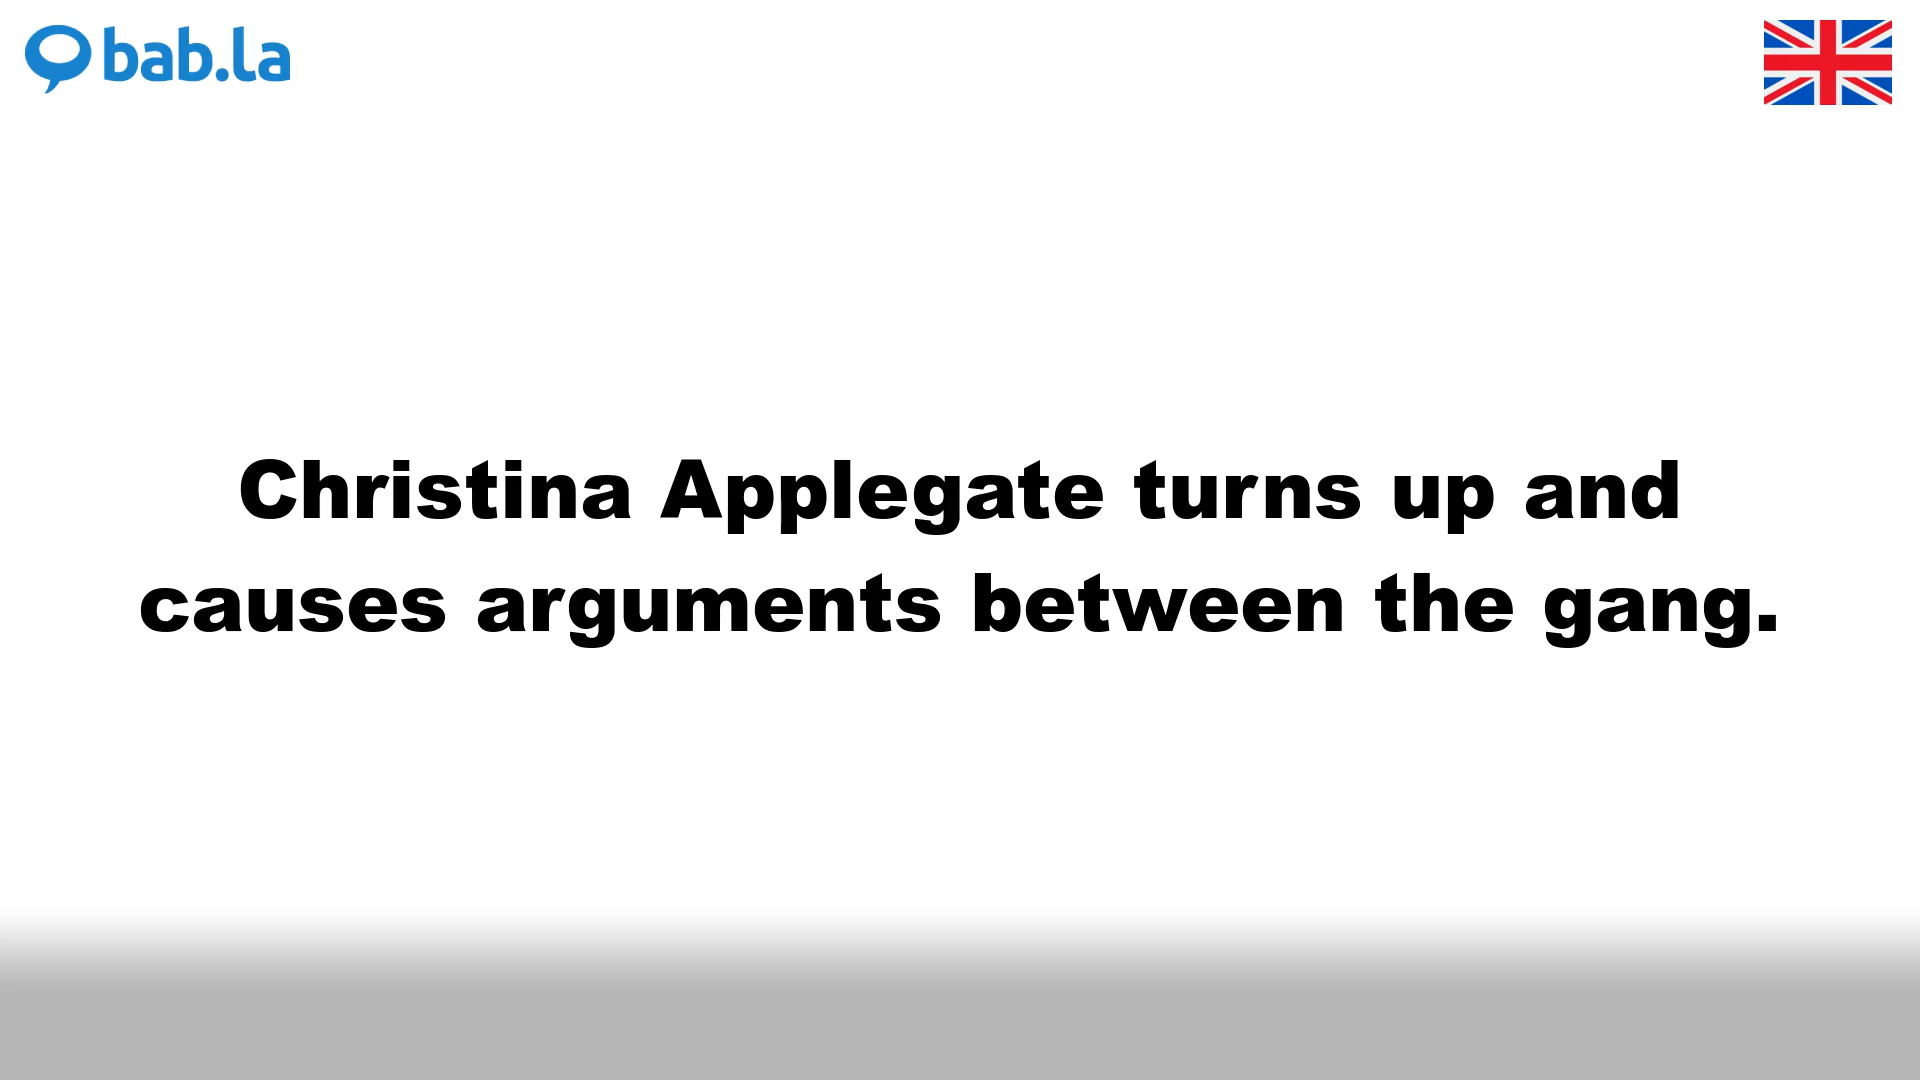 bab.la
Christina Applegate turns up and
causes arguments between the gang.